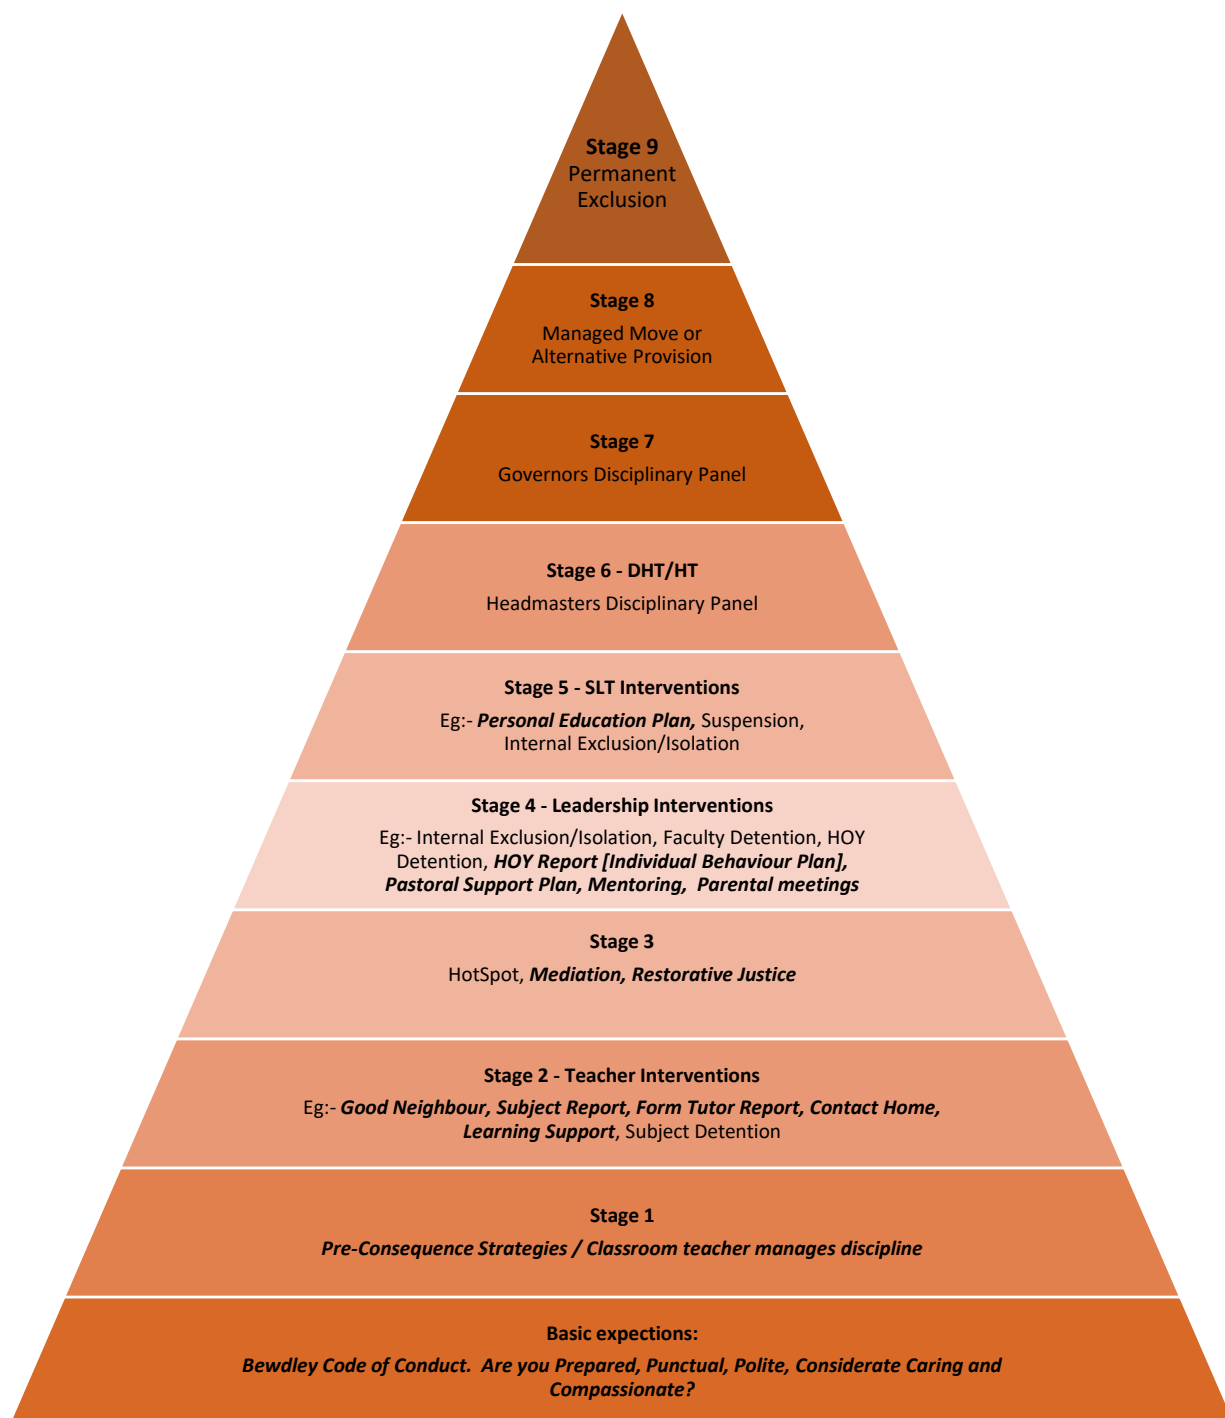 Stage 9
Permanent
Exclusion
Stage 8
Managed Move or
Alternative Provision
Stage 7
Governors Disciplinary Panel
Stage 6 - DHT/HT
Headmasters Disciplinary Panel
Stage 5 - SLT Interventions
Eg:- Personal Education Plan, Suspension,
Internal Exclusion/Isolation
Stage 4 - Leadership Interventions
Eg:- Internal Exclusion/Isolation, Faculty Detention, HOY
Detention, HOY Report [Individual Behaviour Plan],
Pastoral Support Plan, Mentoring,  Parental meetings
Stage 3
HotSpot, Mediation, Restorative Justice
Stage 2 - Teacher Interventions
Eg:- Good Neighbour, Subject Report, Form Tutor Report, Contact Home,
Learning Support, Subject Detention
Stage 1
Pre-Consequence Strategies / Classroom teacher manages discipline
Basic expections:
Bewdley Code of Conduct.  Are you Prepared, Punctual, Polite, Considerate Caring and
Compassionate?